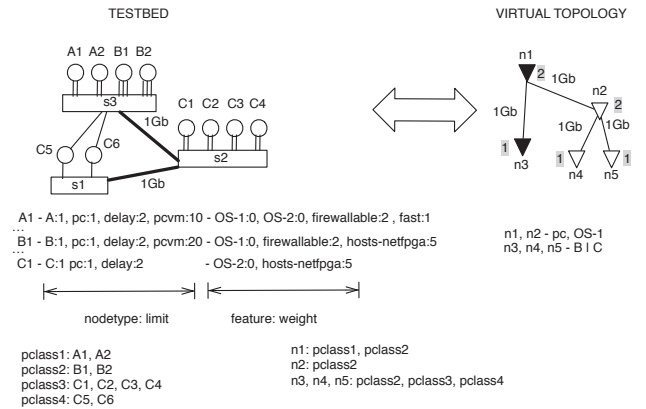 TESTBED
VIRTUAL TOPOLOGY
A1 A2 B1 B2
n1
2
1Gb
n2
s3
2
1Gb
C1 C2 C3 C4
1Gb
1Gb
1Gb
C5
C6
s2
1
1
1
n3
n4
n5
s1
1Gb
A1 - A:1, pc:1, delay:2, pcvm:10 - OS-1:0, OS-2:0, firewallable:2 , fast:1
...
B1 - B:1, pc:1, delay:2, pcvm:20 - OS-1:0, firewallable:2, hosts-netfpga:5
...
C1 - C:1 pc:1, delay:2 - OS-2:0, hosts-netfpga:5
n1, n2 - pc, OS-1
n3, n4, n5 - B | C
nodetype: limit
feature: weight
pclass1: A1, A2
pclass2: B1, B2
pclass3: C1, C2, C3, C4
pclass4: C5, C6
n1: pclass1, pclass2
n2: pclass2
n3, n4, n5: pclass2, pclass3, pclass4